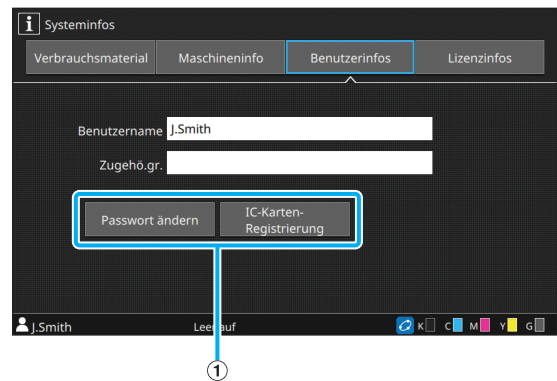 i Systeminfos
Verbrauchsmaterial Maschineninfo Benutzerinfos Lizenzinfos
Benutzername J.Smith
Zugehö.gr.
Passwort ändern IC-Karten-
Registrierung
J.Smith Leerlauf K C M Y G
1